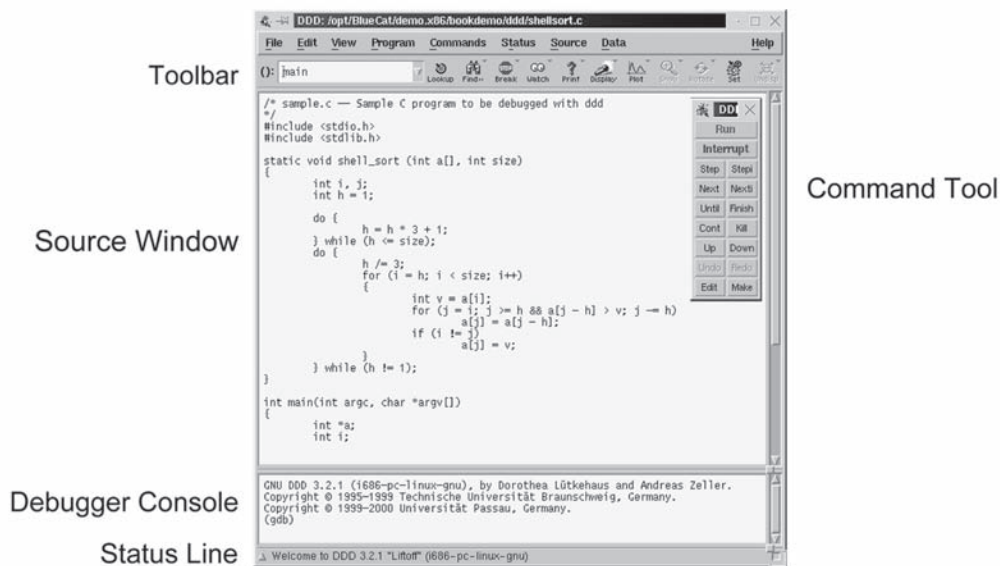 DDD: /opt/BlueCat/demo.x86/bookdemo/ddd/shellsort.c
File Edit View Program Commands Status Source Data Help
Toolbar
(): main
Lookup Find>> Break Watch Print Display Plot Set
/* sample.c -- Sample C program to be debugged with ddd
*/
#include <stdio.h>
#include <stdlib.h>
static void shell_sort (int a[], int size)
{
int i, j;
int h = 1;
do {
h = h * 3 + 1;
} while (h <= size);
do {
h /= 3;
for (i = h; i < size; i++)
{
int v = a[i];
for (j = i; j >= h && a[j - h] > v; j -= h)
a[j] = a[j - h];
if (i != j)
a[j] = v;
}
} while (h != 1);
}
int main(int argc, char *argv[])
{
int *a;
int i;
Source Window
DDD
Run
Interrupt
Step Stepi
Next Nexti
Until Finish
Cont Kill
Up Down
Undo Redo
Edit Make
Command Tool
GNU DDD 3.2.1 (i686-pc-linux-gnu), by Dorothea Lütkehaus and Andreas Zeller.
Copyright © 1995-1999 Technische Universität Braunschweig, Germany.
Copyright © 1999-2000 Universität Passau, Germany.
(gdb)
Debugger Console
Status Line
Welcome to DDD 3.2.1 "Liftoff" (i686-pc-linux-gnu)